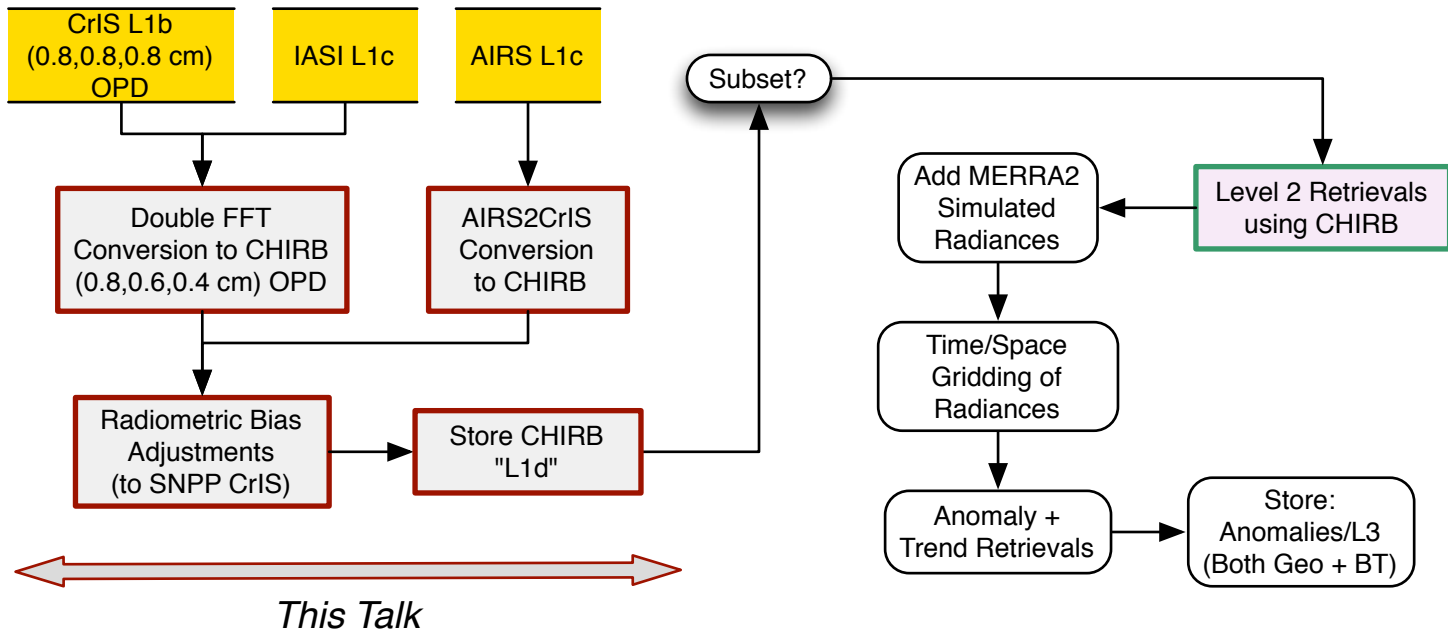 CrIS L1b
(0.8,0.8,0.8 cm)
OPD
IASI L1c
AIRS L1c
Double FFT
Conversion to CHIRB
(0.8,0.6,0.4 cm) OPD
AIRS2CrIS
Conversion
to CHIRB
Radiometric Bias
Adjustments
(to SNPP CrIS)
Store CHIRB
"L1d"
This Talk
Subset?
Level 2 Retrievals
using CHIRB
Add MERRA2
Simulated
Radiances
Time/Space
Gridding of
Radiances
Anomaly +
Trend Retrievals
Store:
Anomalies/L3
(Both Geo + BT)